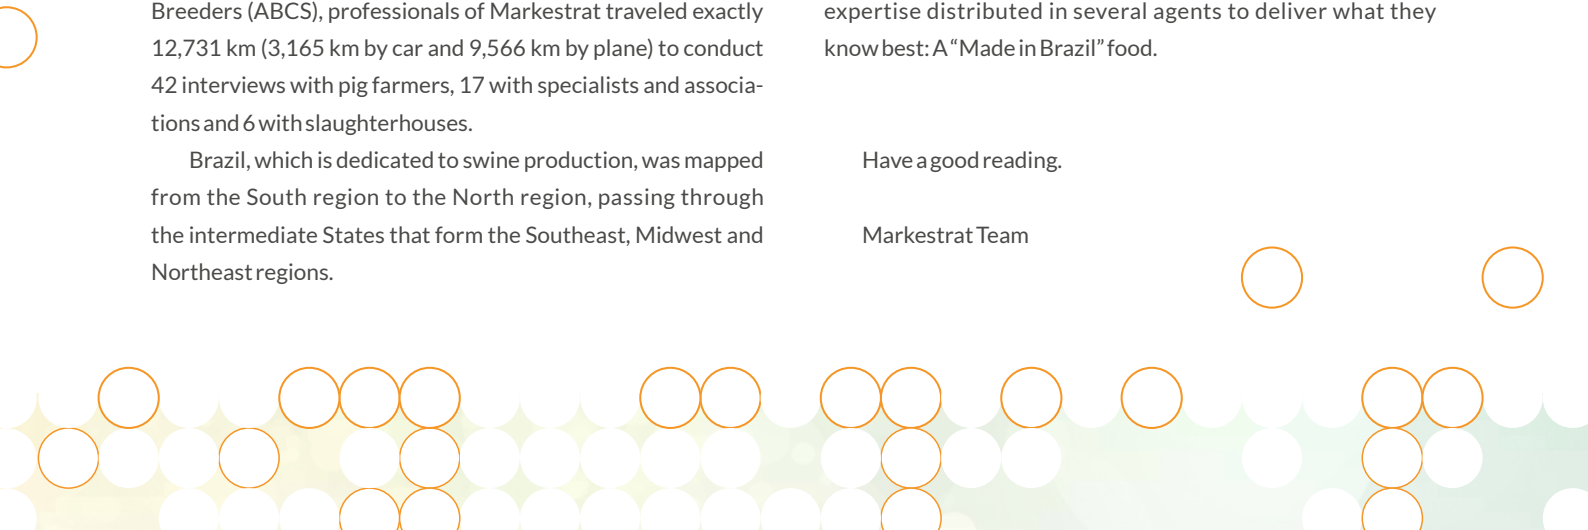 Breeders (ABCS), professionals of Markestrat traveled exactly
12,731 km (3,165 km by car and 9,566 km by plane) to conduct
42 interviews with pig farmers, 17 with specialists and associa-
tions and 6 with slaughterhouses.
Brazil, which is dedicated to swine production, was mapped
from the South region to the North region, passing through
the intermediate States that form the Southeast, Midwest and
Northeast regions.
expertise distributed in several agents to deliver what they
know best: A “Made in Brazil” food.
Have a good reading.
Markestrat Team